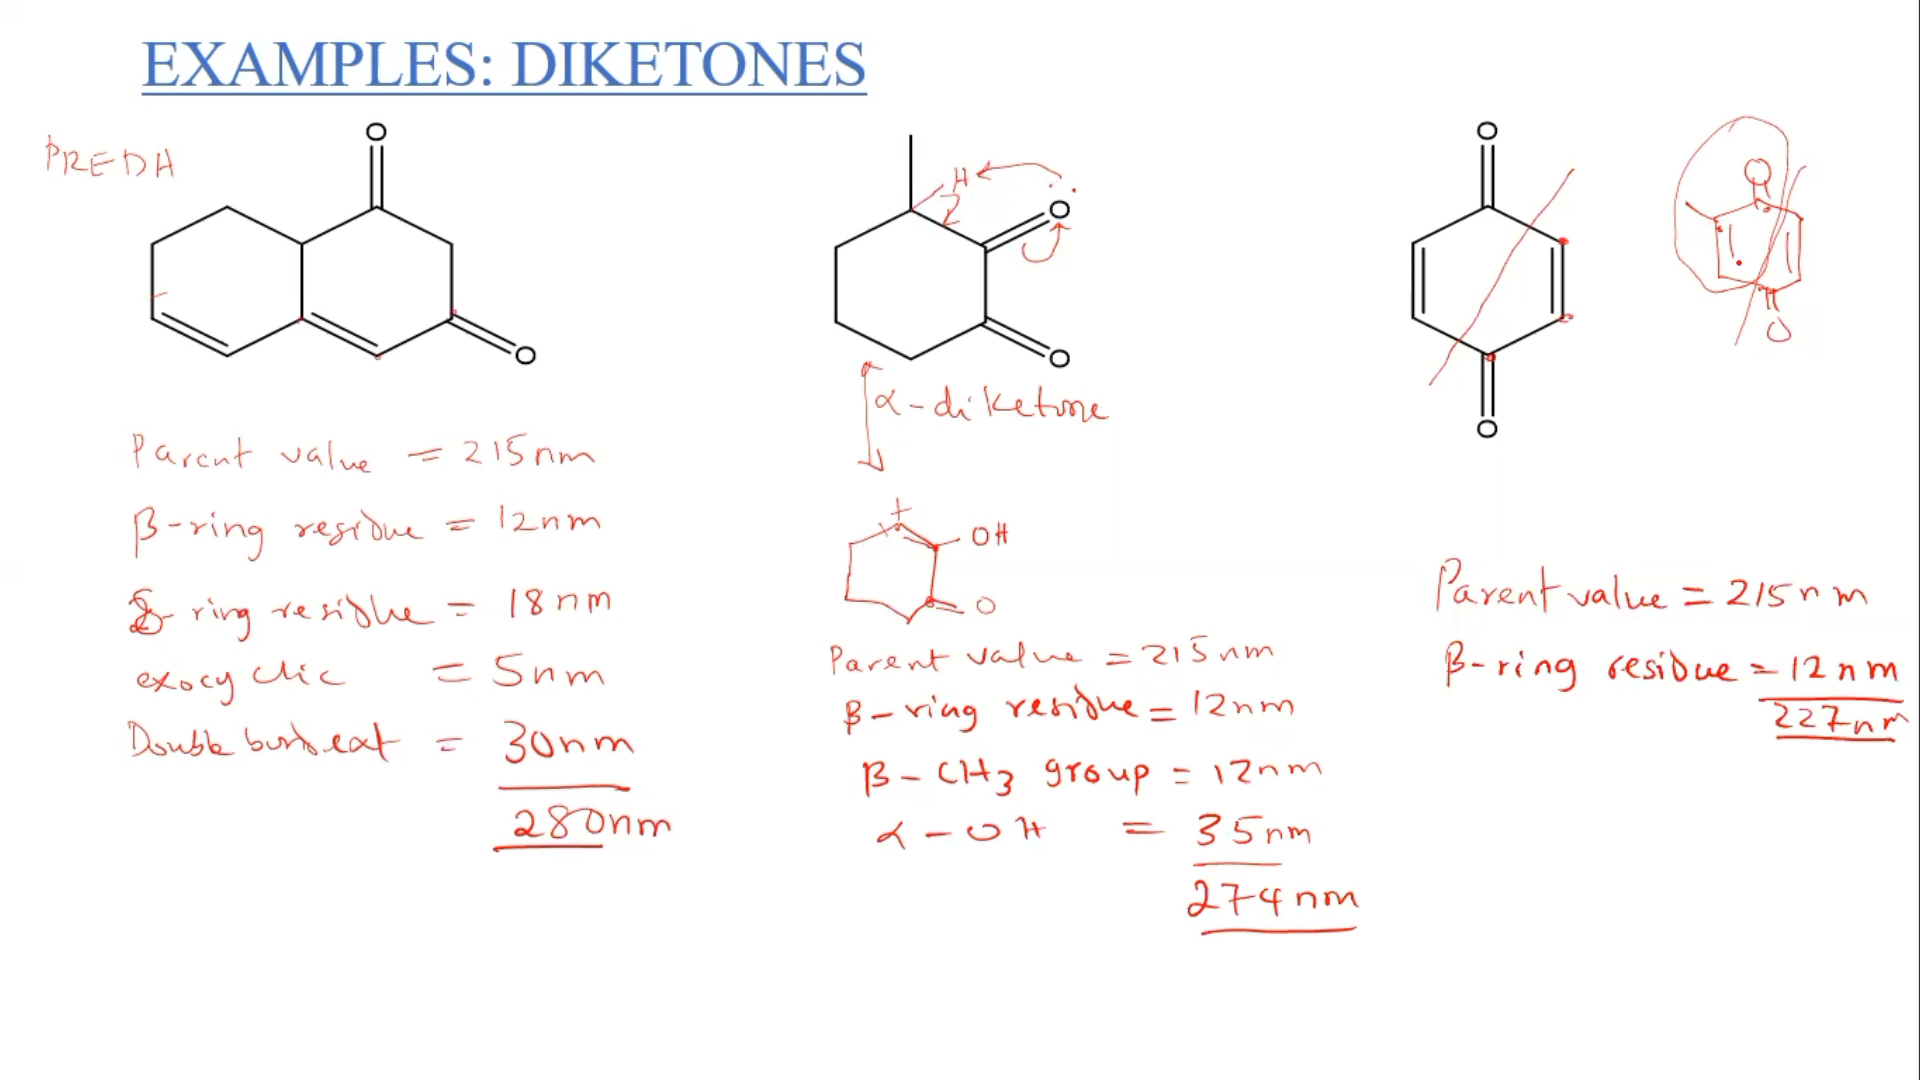 EXAMPLES: DIKETONES
PREDA
O
O
Parent value = 215nm
β-ring residue = 12nm
δ-ring residue = 18nm
exocyclic = 5nm
Double bond ext = 30nm
280nm
H
O
O
α-diketone
OH
O
Parent value = 215nm
β-ring residue = 12nm
β-CH3 group = 12nm
α-OH = 35nm
274nm
O
O
O
O
Parent value = 215nm
β-ring residue = 12nm
227nm